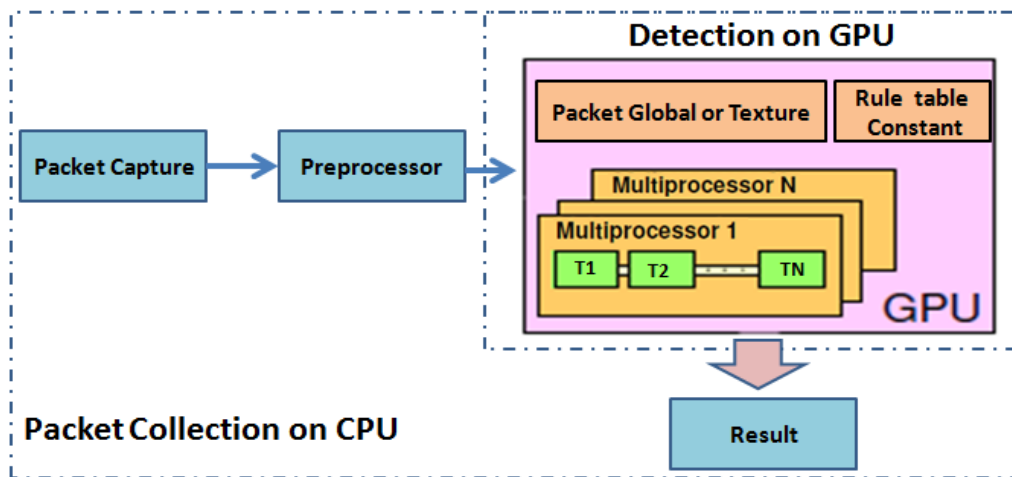 Detection on GPU
Packet Global or Texture
Rule table
Constant
Packet Capture
Preprocessor
Multiprocessor N
Multiprocessor 1
T1
T2
TN
GPU
Packet Collection on CPU
Result